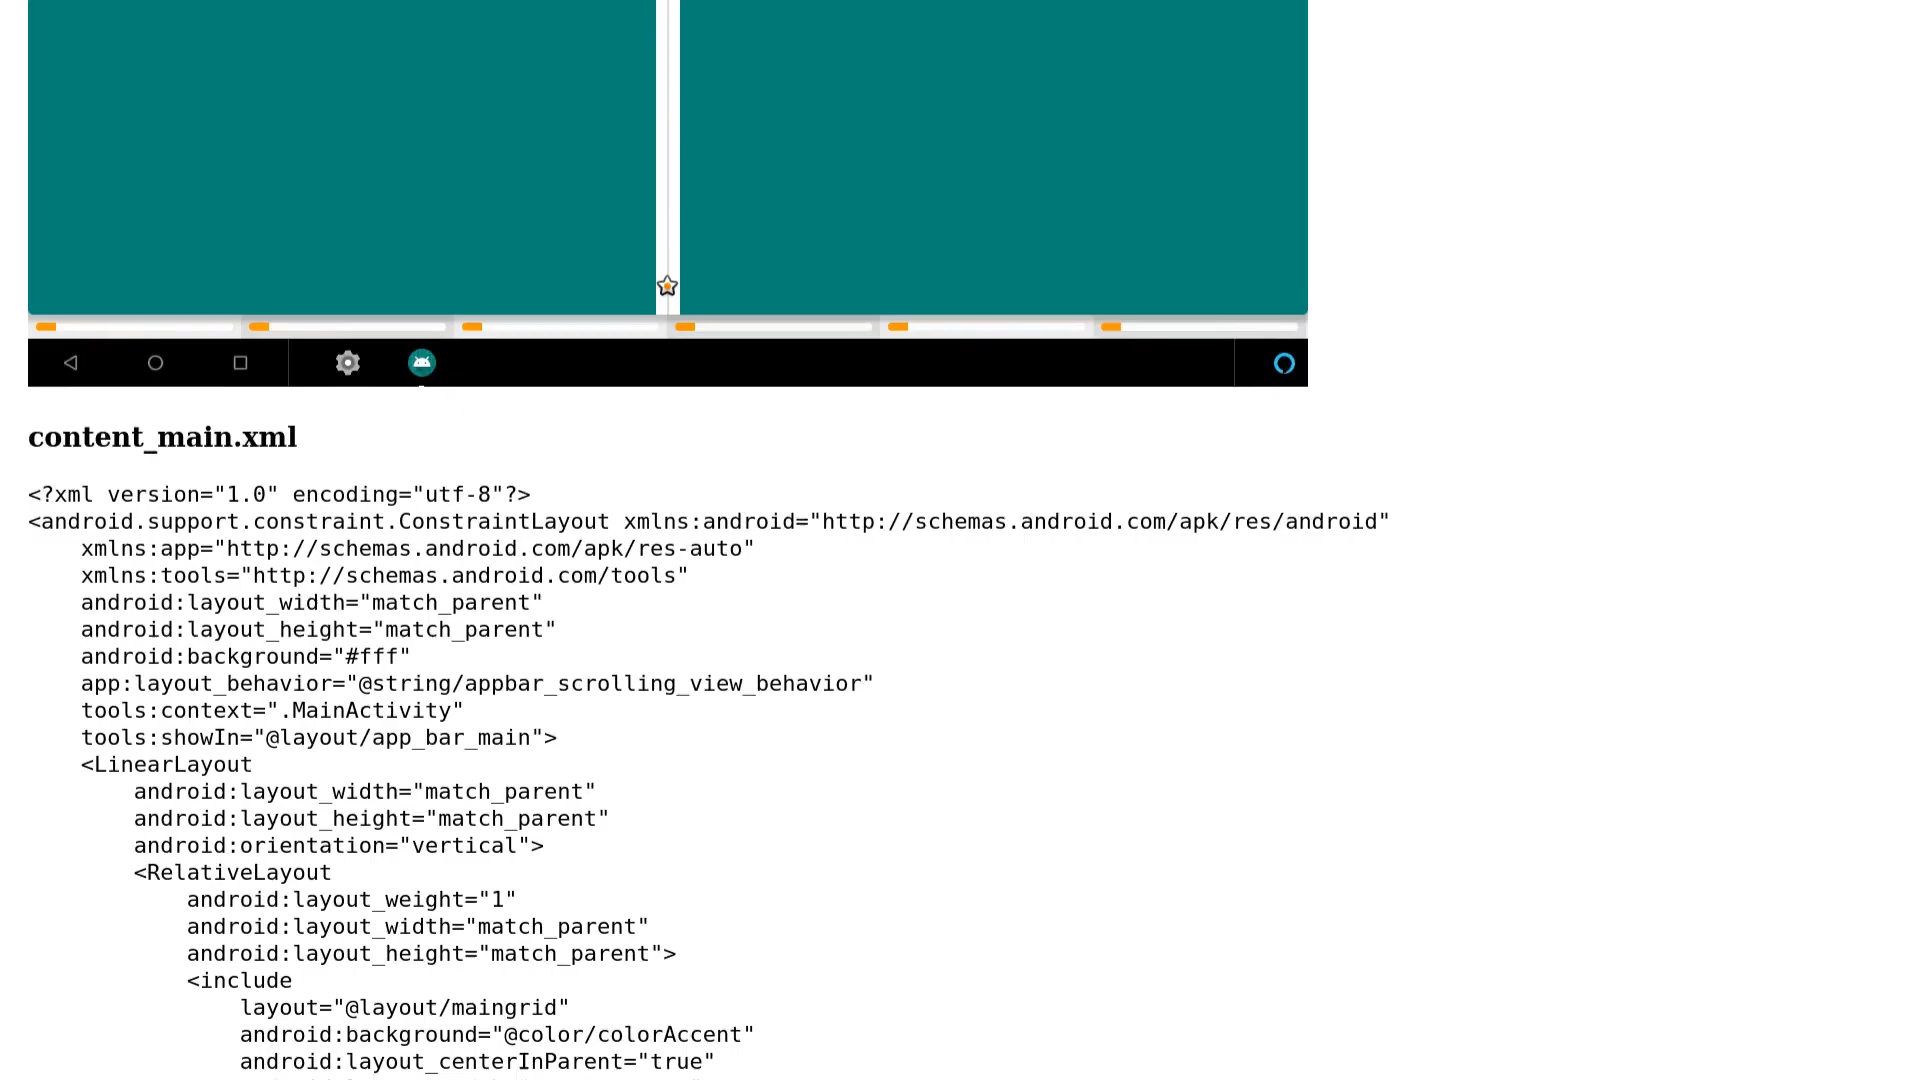 content_main.xml
<?xml version="1.0" encoding="utf-8"?>
<android.support.constraint.ConstraintLayout xmlns:android="http://schemas.android.com/apk/res/android"
    xmlns:app="http://schemas.android.com/apk/res-auto"
    xmlns:tools="http://schemas.android.com/tools"
    android:layout_width="match_parent"
    android:layout_height="match_parent"
    android:background="#fff"
    app:layout_behavior="@string/appbar_scrolling_view_behavior"
    tools:context=".MainActivity"
    tools:showIn="@layout/app_bar_main">
    <LinearLayout
        android:layout_width="match_parent"
        android:layout_height="match_parent"
        android:orientation="vertical">
        <RelativeLayout
            android:layout_weight="1"
            android:layout_width="match_parent"
            android:layout_height="match_parent">
            <include
                layout="@layout/maingrid"
                android:background="@color/colorAccent"
                android:layout_centerInParent="true"